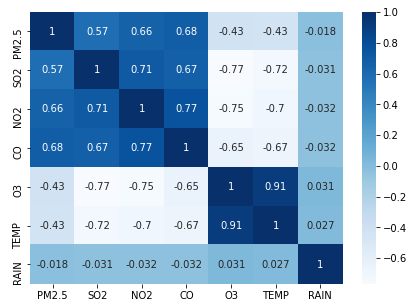 PM2.5 1 0.57 0.66 0.68 -0.43 -0.43 -0.018
SO2 0.57 1 0.71 0.67 -0.77 -0.72 -0.031
NO2 0.66 0.71 1 0.77 -0.75 -0.7 -0.032
CO 0.68 0.67 0.77 1 -0.65 -0.67 -0.032
O3 -0.43 -0.77 -0.75 -0.65 1 0.91 0.031
TEMP -0.43 -0.72 -0.7 -0.67 0.91 1 0.027
RAIN -0.018 -0.031 -0.032 -0.032 0.031 0.027 1
PM2.5 SO2 NO2 CO O3 TEMP RAIN
1.0
0.8
0.6
0.4
0.2
0.0
−0.2
−0.4
−0.6